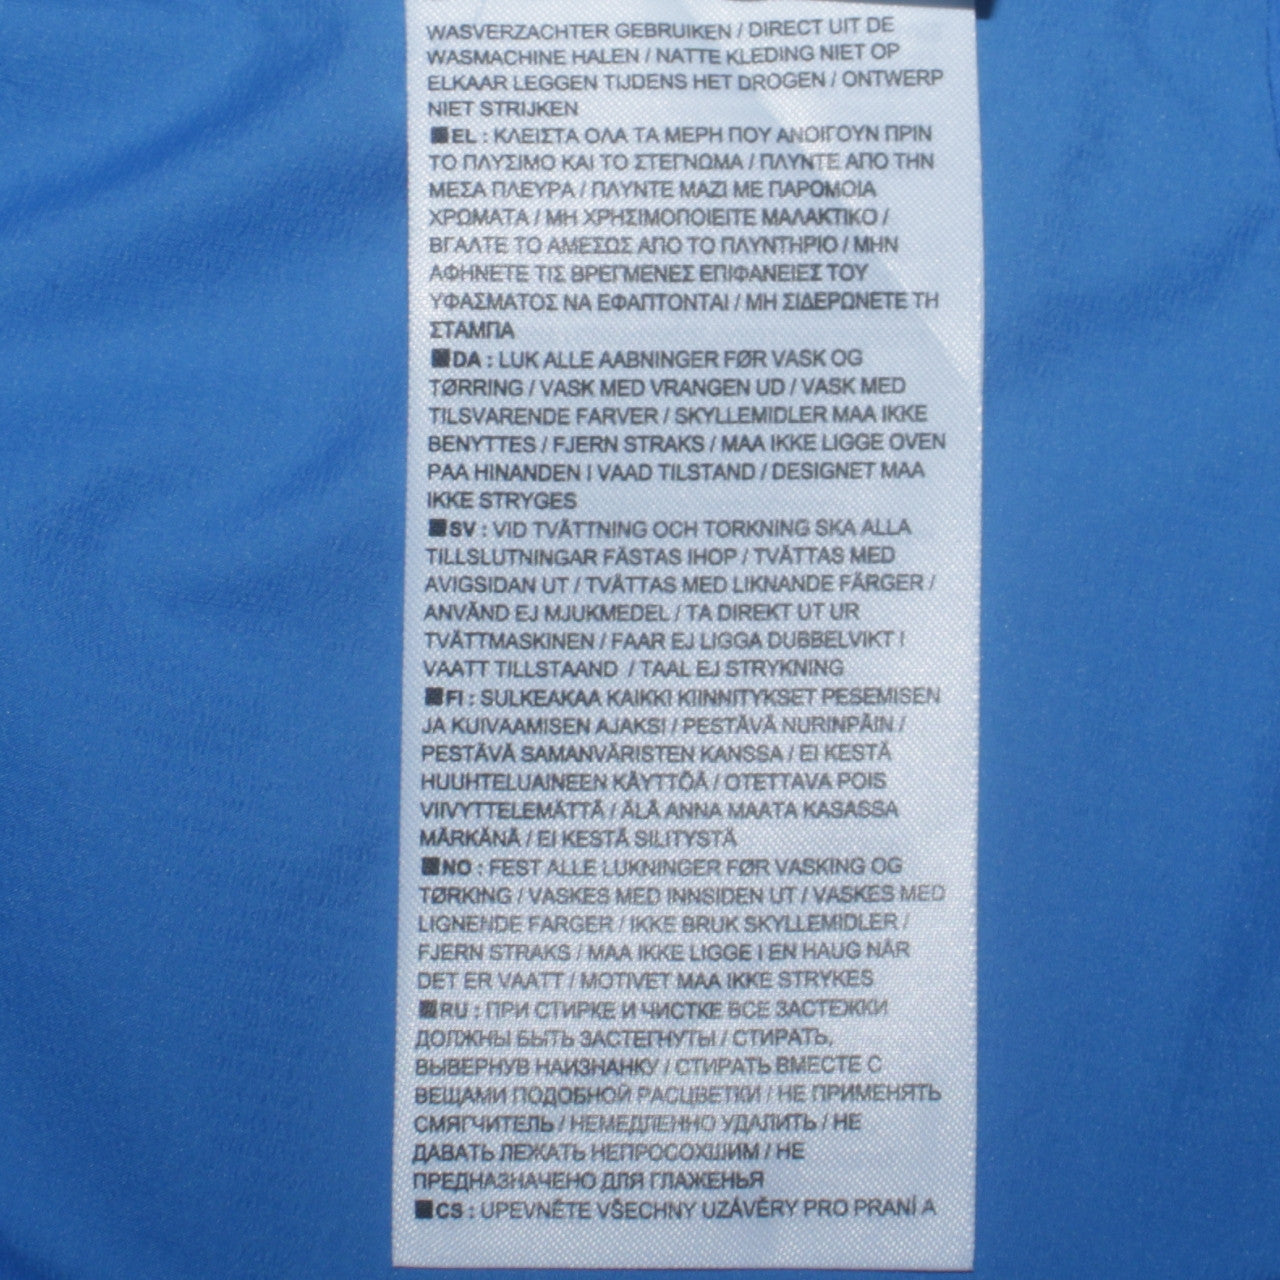 WASVERZACHTER GEBRUIKEN / DIRECT UIT DE
WASMACHINE HALEN / NATTE KLEDING NIET OP
ELKAAR LEGGEN TIJDENS HET DROGEN / ONTWERP
NIET STRIJKEN
EL : ΚΛΕΙΣΤΑ ΟΛΑ ΤΑ ΜΕΡΗ ΠΟΥ ΑΝΟΙΓΟΥΝ ΠΡΙΝ
ΤΟ ΠΛΥΣΙΜΟ ΚΑΙ ΤΟ ΣΤΕΓΝΩΜΑ / ΠΛΥΝΤΕ ΑΠΟ ΤΗΝ
ΜΕΣΑ ΠΛΕΥΡΑ / ΠΛΥΝΤΕ ΜΑΖΙ ΜΕ ΠΑΡΟΜΟΙΑ
ΧΡΩΜΑΤΑ / ΜΗ ΧΡΗΣΙΜΟΠΟΙΕΙΤΕ ΜΑΛΑΚΤΙΚΟ /
ΒΓΑΛΤΕ ΤΟ ΑΜΕΣΩΣ ΑΠΟ ΤΟ ΠΛΥΝΤΗΡΙΟ / ΜΗΝ
ΑΦΗΝΕΤΕ ΤΙΣ ΒΡΕΓΜΕΝΕΣ ΕΠΙΦΑΝΕΙΕΣ ΤΟΥ
ΥΦΑΣΜΑΤΟΣ ΝΑ ΕΦΑΠΤΟΝΤΑΙ / ΜΗ ΣΙΔΕΡΩΝΕΤΕ ΤΗ
ΣΤΑΜΠΑ
DA : LUK ALLE AABNINGER FØR VASK OG
TØRRING / VASK MED VRANGEN UD / VASK MED
TILSVARENDE FARVER / SKYLLEMIDLER MAA IKKE
BENYTTES / FJERN STRAKS / MAA IKKE LIGGE OVEN
PAA HINANDEN I VAAD TILSTAND / DESIGNET MAA
IKKE STRYGES
SV : VID TVÄTTNING OCH TORKNING SKA ALLA
TILLSLUTNINGAR FÄSTAS IHOP / TVÄTTAS MED
AVIGSIDAN UT / TVÄTTAS MED LIKNANDE FÄRGER /
ANVÄND EJ MJUKMEDEL / TA DIREKT UT UR
TVÄTTMASKINEN / FAAR EJ LIGGA DUBBELVIKT I
VAATT TILLSTAAND / TAAL EJ STRYKNING
FI : SULKEAKAA KAIKKI KIINNITYKSET PESEMISEN
JA KUIVAAMISEN AJAKSI / PESTÄVÄ NURINPÄIN /
PESTÄVÄ SAMANVÄRISTEN KANSSA / EI KESTÄ
HUUHTELUAINEEN KÄYTTÖÄ / OTETTAVA POIS
VIIVYTTELEMÄTTÄ / ÄLÄ ANNA MAATA KASASSA
MÄRKÄNÄ / EI KESTÄ SILITYSTÄ
NO : FEST ALLE LUKNINGER FØR VASKING OG
TØRKING / VASKES MED INNSIDEN UT / VASKES MED
LIGNENDE FARGER / IKKE BRUK SKYLLEMIDLER /
FJERN STRAKS / MAA IKKE LIGGE I EN HAUG NÅR
DET ER VAATT / MOTIVET MAA IKKE STRYKES
RU : ПРИ СТИРКЕ И ЧИСТКЕ ВСЕ ЗАСТЕЖКИ
ДОЛЖНЫ БЫТЬ ЗАСТЕГНУТЫ / СТИРАТЬ,
ВЫВЕРНУВ НАИЗНАНКУ / СТИРАТЬ ВМЕСТЕ С
ВЕЩАМИ ПОДОБНОЙ РАСЦВЕТКИ / НЕ ПРИМЕНЯТЬ
СМЯГЧИТЕЛЬ / НЕМЕДЛЕННО УДАЛИТЬ / НЕ
ДАВАТЬ ЛЕЖАТЬ НЕПРОСОХШИМ / НЕ
ПРЕДНАЗНАЧЕНО ДЛЯ ГЛАЖЕНЬЯ
CS : UPEVNĚTE VŠECHNY UZÁVĚRY PRO PRANÍ A